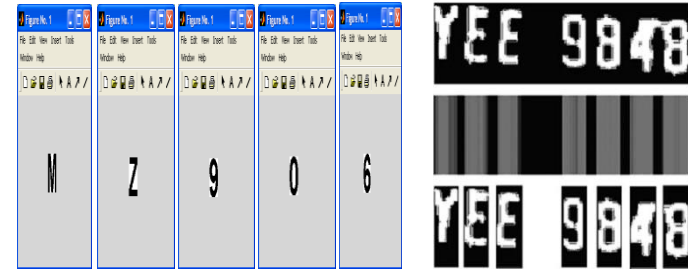 Figure No. 1
File Edit View Insert Tools
Window Help
M
Figure No. 1
File Edit View Insert Tools
Window Help
Z
Figure No. 1
File Edit View Insert Tools
Window Help
9
Figure No. 1
File Edit View Insert Tools
Window Help
0
Figure No. 1
File Edit View Insert Tools
Window Help
6
YEE 9848
YEE 9848